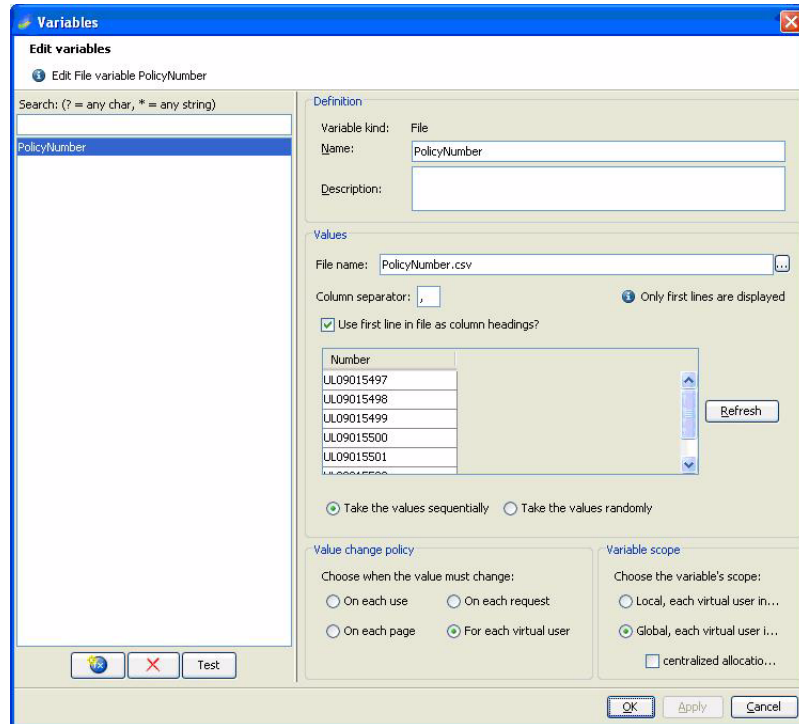 Variables
Edit variables
Edit File variable PolicyNumber
Search: (? = any char, * = any string)
PolicyNumber
Definition
Variable kind: File
Name: PolicyNumber
Description:
Values
File name: PolicyNumber.csv ...
Column separator: ,
Only first lines are displayed
Use first line in file as column headings?
Number
UL09015497
UL09015498
UL09015499
UL09015500
UL09015501
Refresh
Take the values sequentially Take the values randomly
Value change policy
Choose when the value must change:
On each use On each request
On each page For each virtual user
Variable scope
Choose the variable's scope:
Local, each virtual user in...
Global, each virtual user i...
centralized allocatio...
Test
OK Apply Cancel